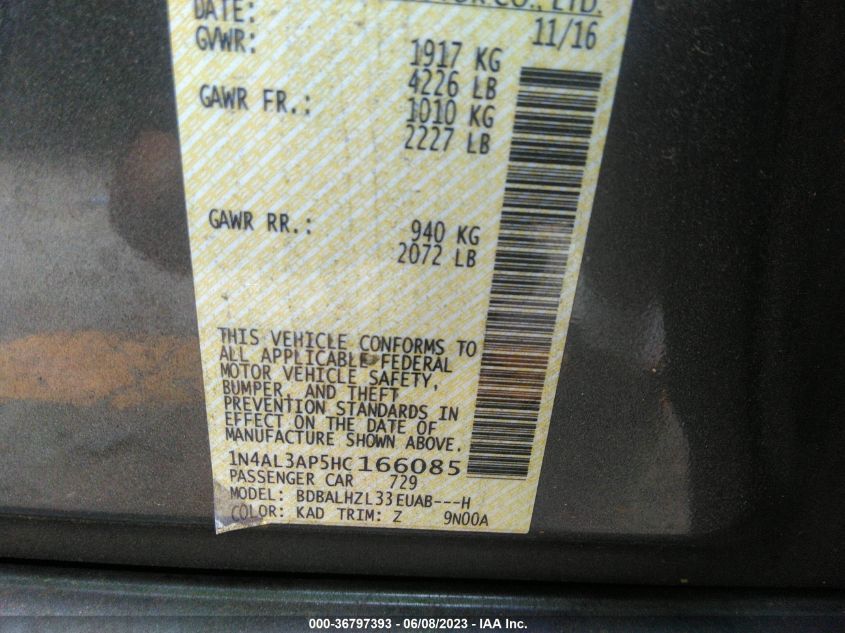 CO., LTD.
DATE: 11/16
GVWR: 1917 KG
4226 LB
GAWR FR.: 1010 KG
2227 LB
GAWR RR.: 940 KG
2072 LB
THIS VEHICLE CONFORMS TO
ALL APPLICABLE FEDERAL
MOTOR VEHICLE SAFETY,
BUMPER, AND THEFT
PREVENTION STANDARDS IN
EFFECT ON THE DATE OF
MANUFACTURE SHOWN ABOVE.
1N4AL3AP5HC166085
PASSENGER CAR 729
MODEL: BDBALHZL33EUAB---H
COLOR: KAD TRIM: Z 9N00A
000-36797393 - 06/08/2023 - IAA Inc.